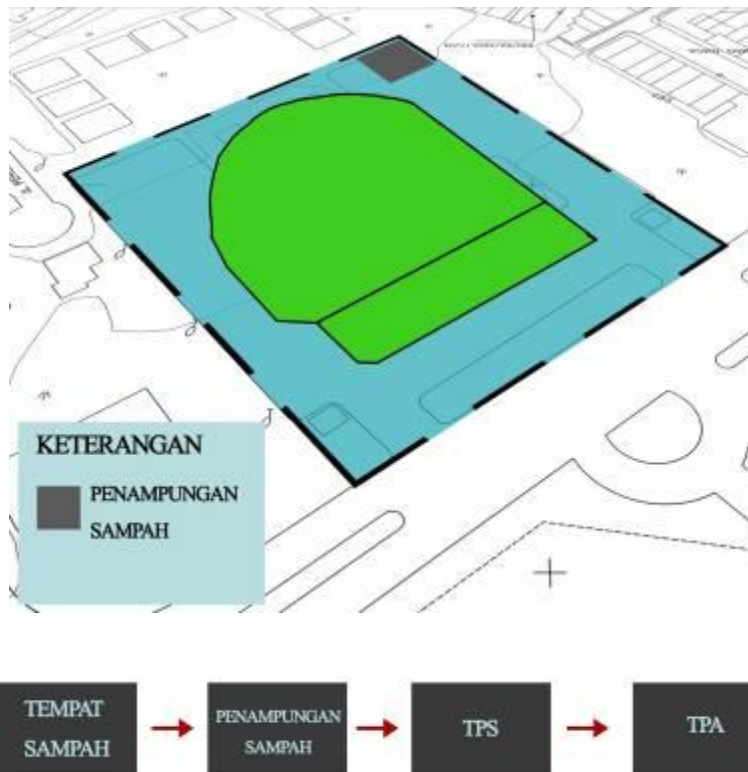 KETERANGAN
PENAMPUNGAN
SAMPAH
TEMPAT
SAMPAH
PENAMPUNGAN
SAMPAH
TPS
TPA